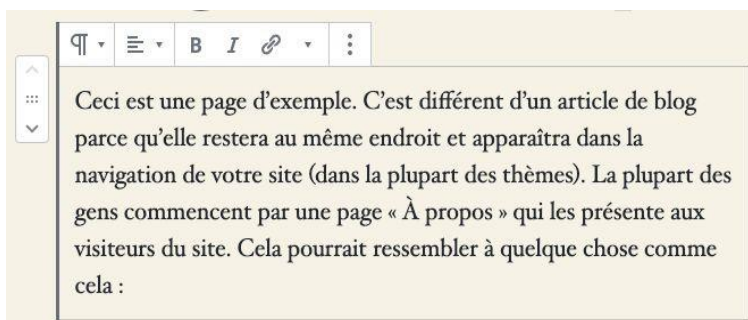 B I
Ceci est une page d’exemple. C’est différent d’un article de blog
parce qu’elle restera au même endroit et apparaîtra dans la
navigation de votre site (dans la plupart des thèmes). La plupart des
gens commencent par une page « À propos » qui les présente aux
visiteurs du site. Cela pourrait ressembler à quelque chose comme
cela :